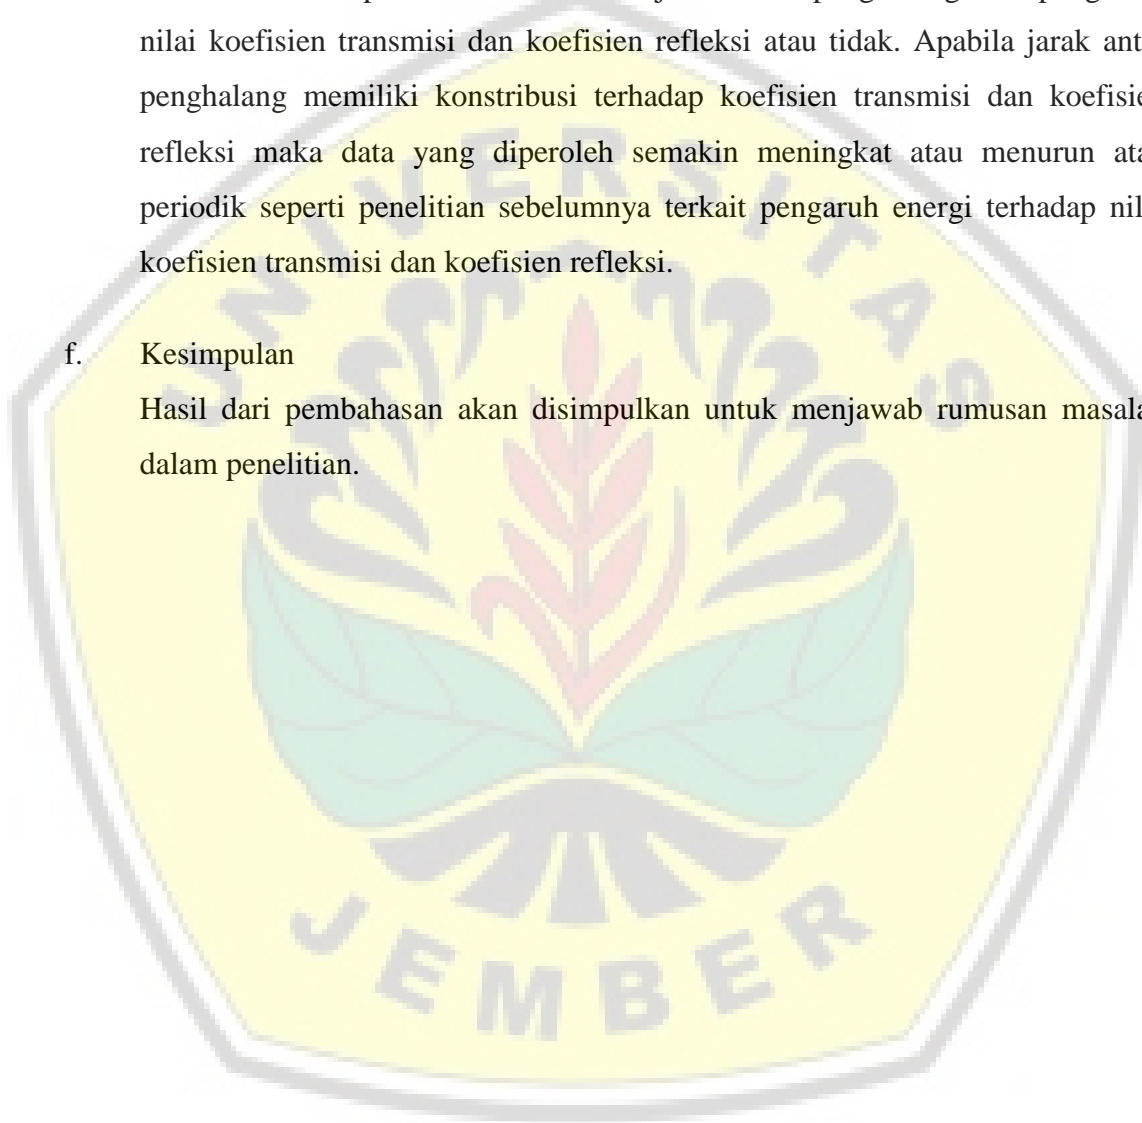 nilai koefisien transmisi dan koefisien refleksi atau tidak. Apabila jarak ant
penghalang memiliki konstribusi terhadap koefisien transmisi dan koefisie
refleksi maka data yang diperoleh semakin meningkat atau menurun ata
periodik seperti penelitian sebelumnya terkait pengaruh energi terhadap nil
koefisien transmisi dan koefisien refleksi.
f. Kesimpulan
Hasil dari pembahasan akan disimpulkan untuk menjawab rumusan masala
dalam penelitian.
UNIVERSITAS
JEMBER